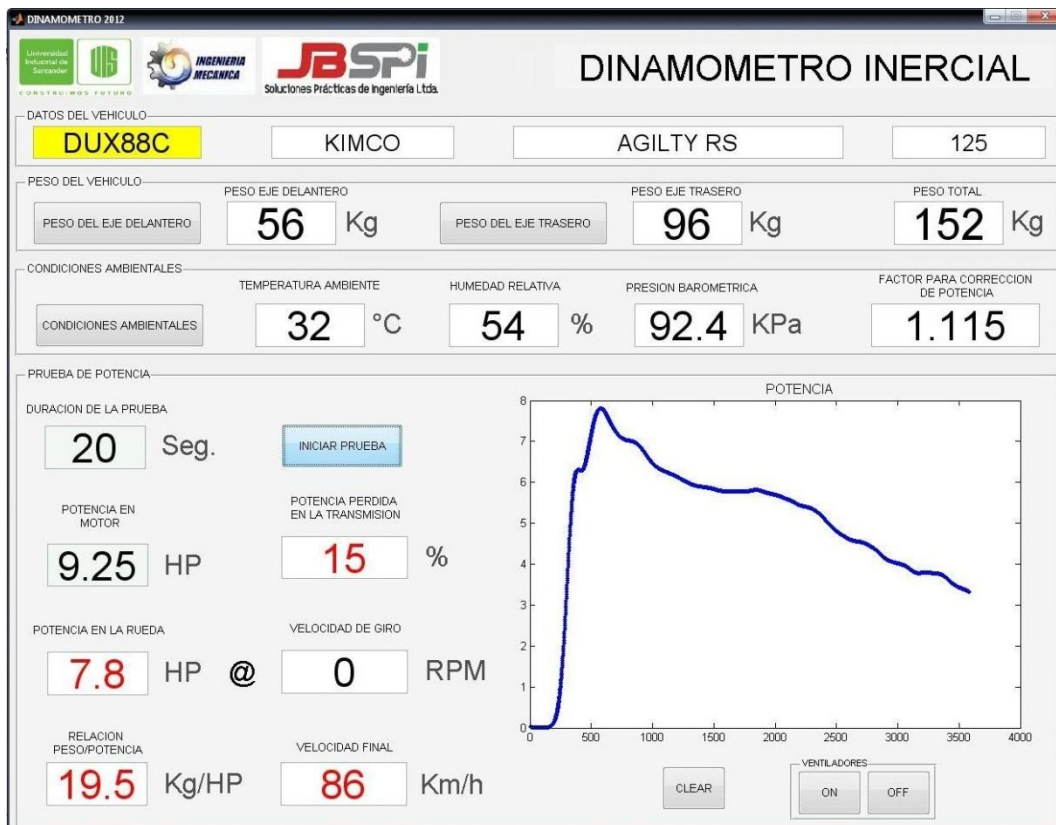 DINAMOMETRO 2012
Universidad
Industrial de
Santander
UIS
CONSTRUIMOS FUTURO
INGENIERIA
MECANICA
JBSPi
Soluciones Prácticas de Ingeniería Ltda.
DINAMOMETRO INERCIAL
DATOS DEL VEHICULO
DUX88C KIMCO AGILTY RS 125
PESO DEL VEHICULO
PESO EJE DELANTERO PESO EJE TRASERO PESO TOTAL
PESO DEL EJE DELANTERO 56 Kg PESO DEL EJE TRASERO 96 Kg 152 Kg
CONDICIONES AMBIENTALES
TEMPERATURA AMBIENTE HUMEDAD RELATIVA PRESION BAROMETRICA FACTOR PARA CORRECCION
DE POTENCIA
CONDICIONES AMBIENTALES 32 °C 54 % 92.4 KPa 1.115
PRUEBA DE POTENCIA
DURACION DE LA PRUEBA
20 Seg. INICIAR PRUEBA
POTENCIA EN
MOTOR
9.25 HP
POTENCIA PERDIDA
EN LA TRANSMISION
15 %
POTENCIA EN LA RUEDA
7.8 HP @
VELOCIDAD DE GIRO
0 RPM
RELACION
PESO/POTENCIA
19.5 Kg/HP
VELOCIDAD FINAL
86 Km/h
POTENCIA
8
7
6
5
4
3
2
1
0
0 500 1000 1500 2000 2500 3000 3500 4000
CLEAR
VENTILADORES
ON OFF